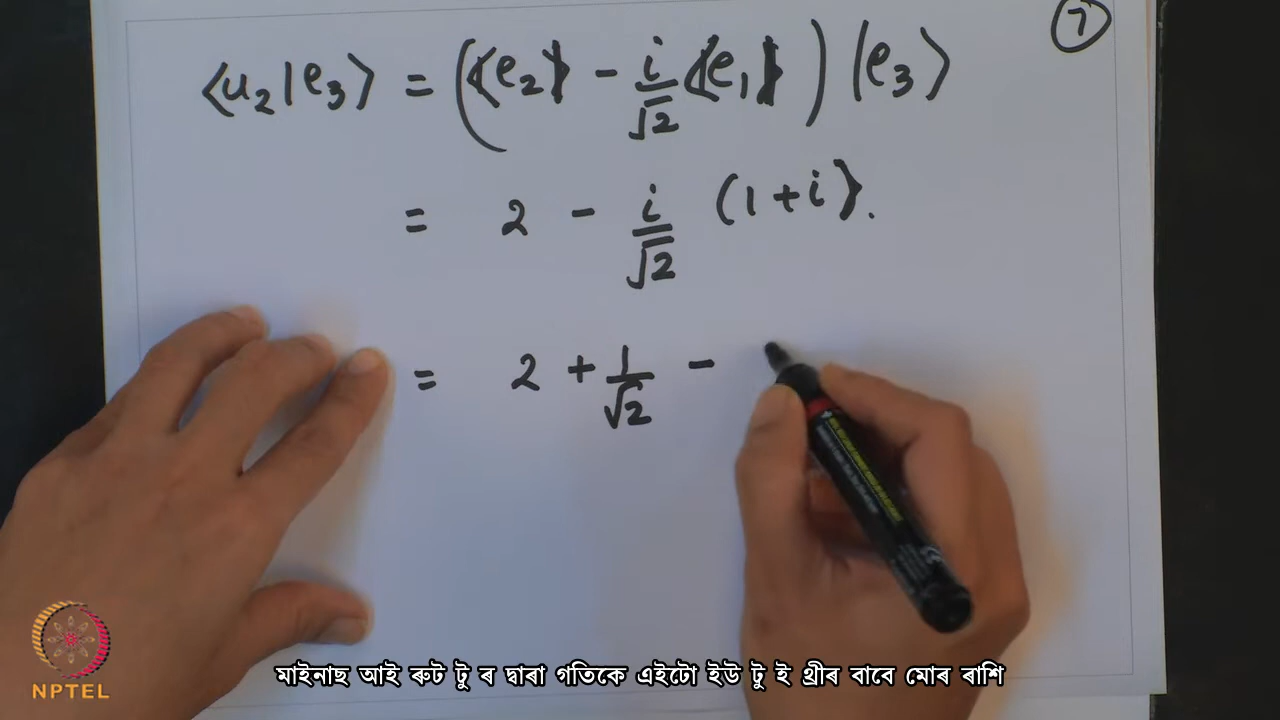 7
⟨u₂|e₃⟩ = (⟨e₂| - i/√2 ⟨e₁|) |e₃⟩
= 2 - i/√2 (1+i).
= 2 + 1/√2 -
NPTEL
মাইনাছ আই ৰুট টু ৰ দ্বাৰা গতিকে এইটো ইউ টু ই থ্ৰীৰ বাবে মোৰ ৰাশি